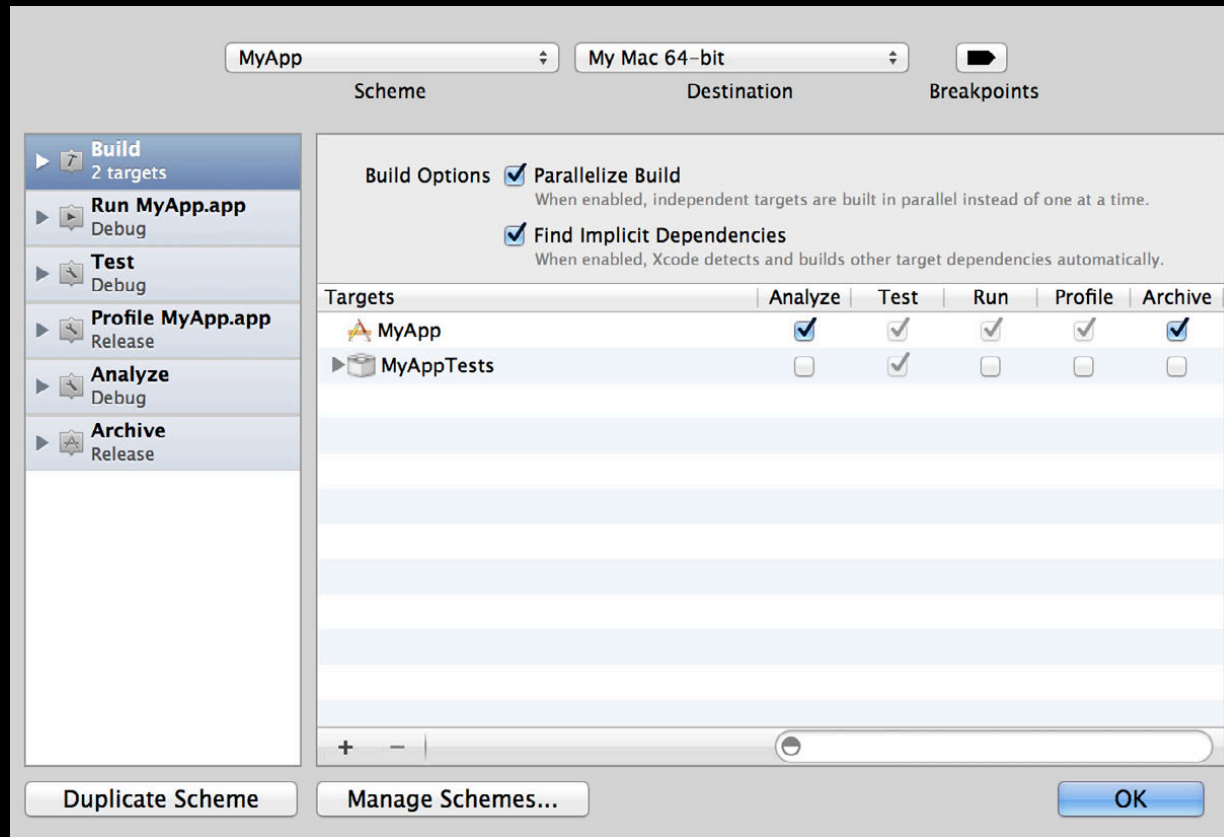 MyApp My Mac 64-bit
Scheme Destination Breakpoints
Build
2 targets
Run MyApp.app
Debug
Test
Debug
Profile MyApp.app
Release
Analyze
Debug
Archive
Release
Build Options Parallelize Build
When enabled, independent targets are built in parallel instead of one at a time.
Find Implicit Dependencies
When enabled, Xcode detects and builds other target dependencies automatically.
Targets Analyze Test Run Profile Archive
MyApp
MyAppTests
+ −
Duplicate Scheme Manage Schemes... OK